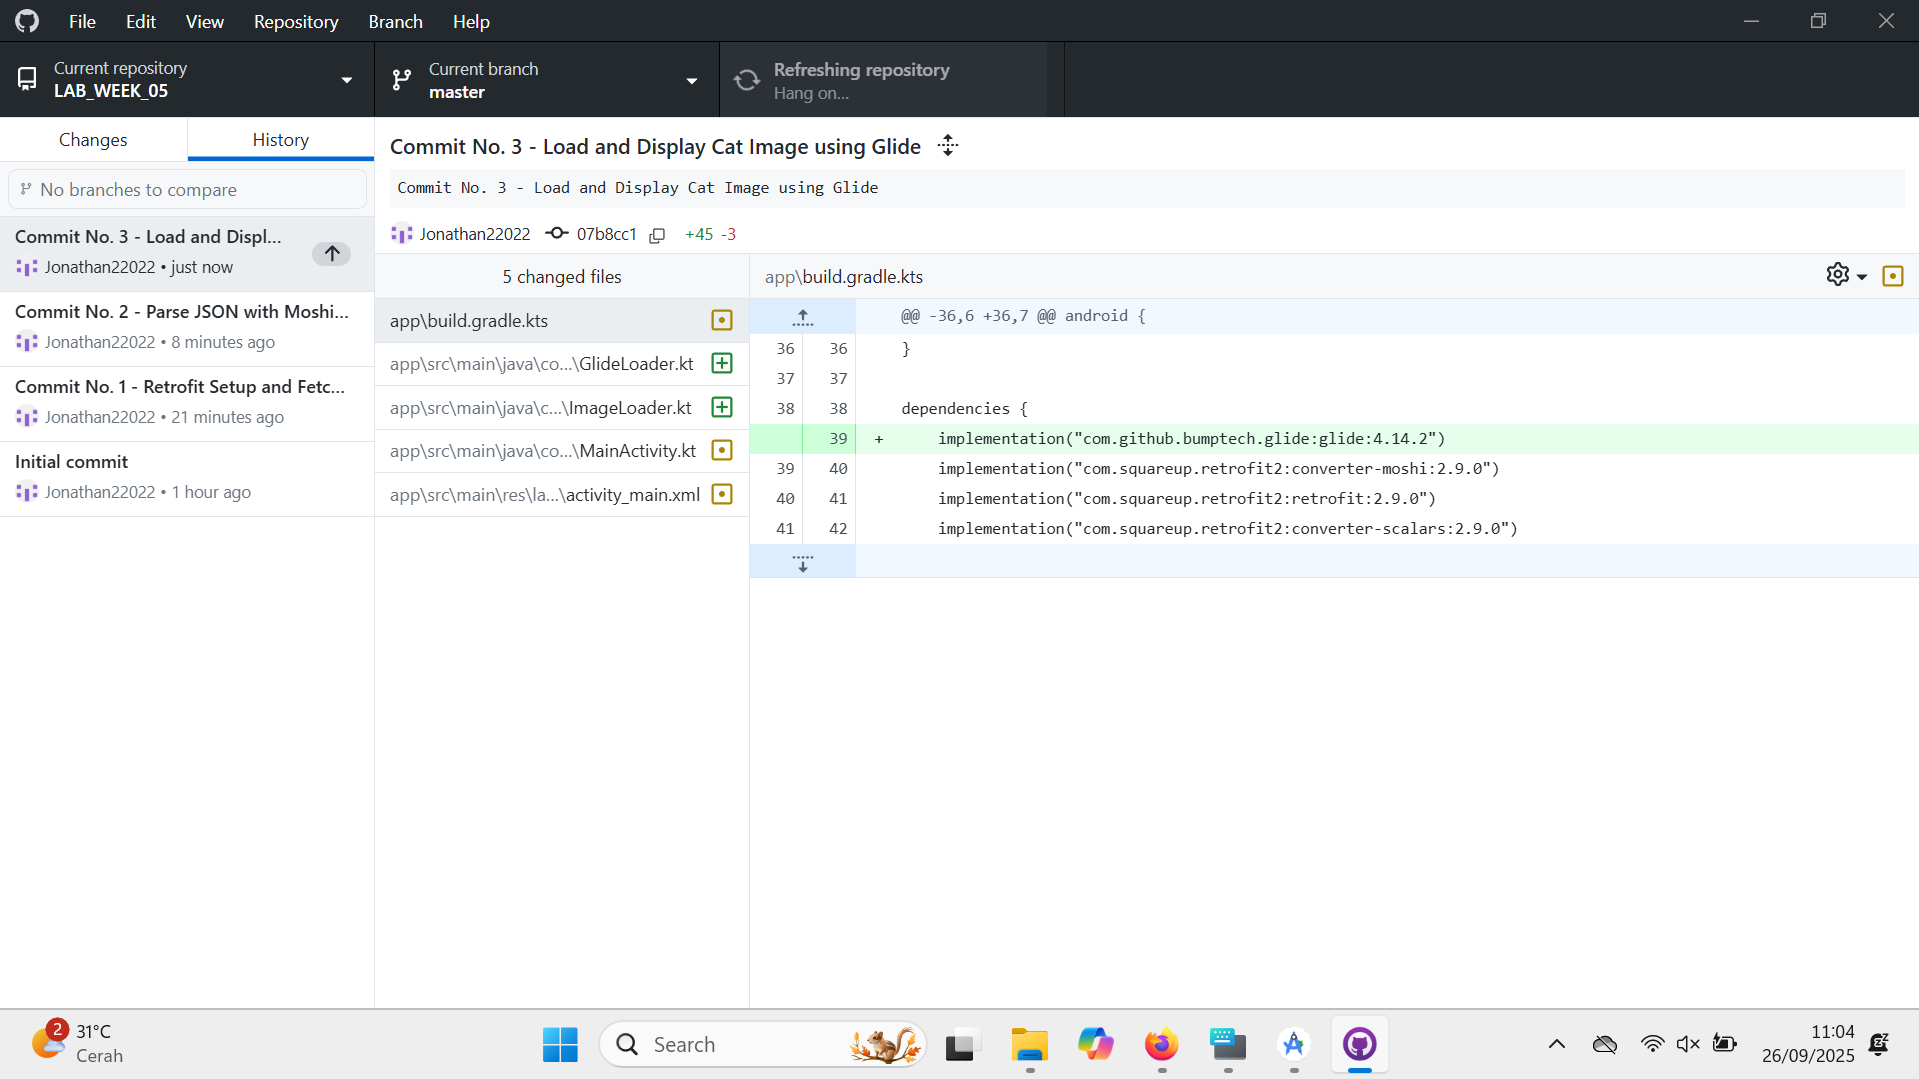 File Edit View Repository Branch Help
Current repository
LAB_WEEK_05
Current branch
master
Refreshing repository
Hang on...
Changes
History
No branches to compare
Commit No. 3 - Load and Displ...
Jonathan22022 • just now
Commit No. 2 - Parse JSON with Moshi...
Jonathan22022 • 8 minutes ago
Commit No. 1 - Retrofit Setup and Fetc...
Jonathan22022 • 21 minutes ago
Initial commit
Jonathan22022 • 1 hour ago
Commit No. 3 - Load and Display Cat Image using Glide
Commit No. 3 - Load and Display Cat Image using Glide
Jonathan22022 07b8cc1 +45 -3
5 changed files
app\build.gradle.kts
app\src\main\java\co...\GlideLoader.kt
app\src\main\java\c...\ImageLoader.kt
app\src\main\java\co...\MainActivity.kt
app\src\main\res\la...\activity_main.xml
app\build.gradle.kts
@@ -36,6 +36,7 @@ android {
36 36 }
37 37
38 38 dependencies {
39 + implementation("com.github.bumptech.glide:glide:4.14.2")
39 40 implementation("com.squareup.retrofit2:converter-moshi:2.9.0")
40 41 implementation("com.squareup.retrofit2:retrofit:2.9.0")
41 42 implementation("com.squareup.retrofit2:converter-scalars:2.9.0")
2
31°C
Cerah
Search
11:04
26/09/2025